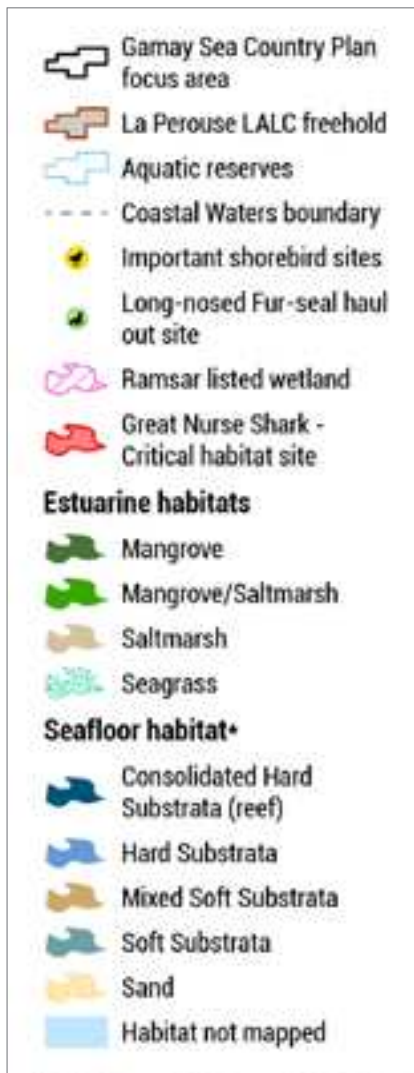 Gamay Sea Country Plan
focus area
La Perouse LALC freehold
Aquatic reserves
Coastal Waters boundary
Important shorebird sites
Long-nosed Fur-seal haul
out site
Ramsar listed wetland
Great Nurse Shark -
Critical habitat site
Estuarine habitats
Mangrove
Mangrove/Saltmarsh
Saltmarsh
Seagrass
Seafloor habitat*
Consolidated Hard
Substrata (reef)
Hard Substrata
Mixed Soft Substrata
Soft Substrata
Sand
Habitat not mapped